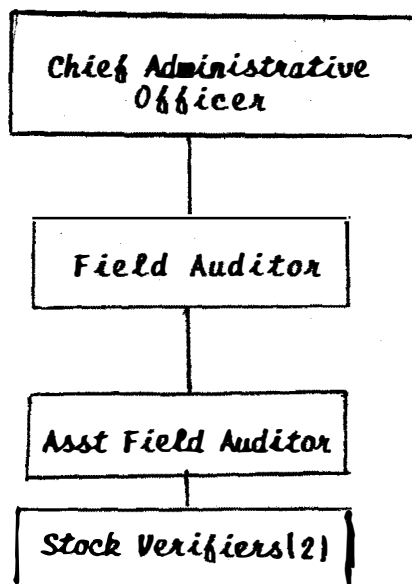 Chief Administrative
Officer
Field Auditor
Asst Field Auditor
Stock Verifiers(2)